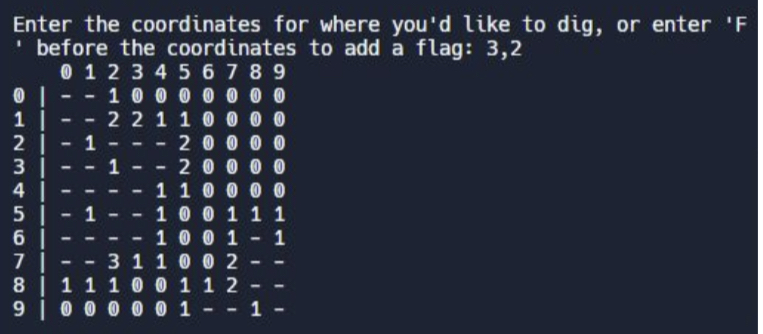 Enter the coordinates for where you'd like to dig, or enter 'F
' before the coordinates to add a flag: 3,2
0 1 2 3 4 5 6 7 8 9
0 | - - 1 0 0 0 0 0 0 0
1 | - - 2 2 1 1 0 0 0 0
2 | - 1 - - - 2 0 0 0 0
3 | - - 1 - - 2 0 0 0 0
4 | - - - - 1 1 0 0 0 0
5 | - 1 - - 1 0 0 1 1 1
6 | - - - - 1 0 0 1 - 1
7 | - - 3 1 1 0 0 2 - -
8 | 1 1 1 0 0 1 1 2 - -
9 | 0 0 0 0 0 1 - - 1 -